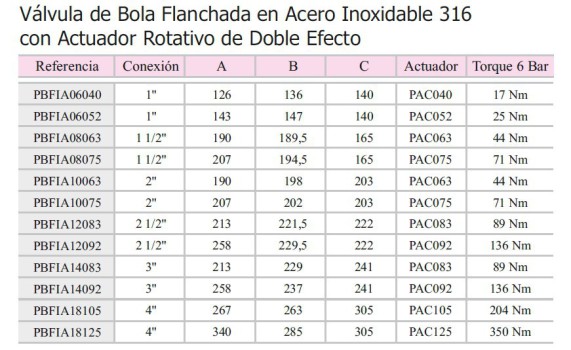 Válvula de Bola Flanchada en Acero Inoxidable 316
con Actuador Rotativo de Doble Efecto
Referencia Conexión A B C Actuador Torque 6 Bar
PBFIA06040 1" 126 136 140 PAC040 17 Nm
PBFIA06052 1" 143 147 140 PAC052 25 Nm
PBFIA08063 1 1/2" 190 189,5 165 PAC063 44 Nm
PBFIA08075 1 1/2" 207 194,5 165 PAC075 71 Nm
PBFIA10063 2" 190 198 203 PAC063 44 Nm
PBFIA10075 2" 207 202 203 PAC075 71 Nm
PBFIA12083 2 1/2" 213 221,5 222 PAC083 89 Nm
PBFIA12092 2 1/2" 258 229,5 222 PAC092 136 Nm
PBFIA14083 3" 213 229 241 PAC083 89 Nm
PBFIA14092 3" 258 237 241 PAC092 136 Nm
PBFIA18105 4" 267 263 305 PAC105 204 Nm
PBFIA18125 4" 340 285 305 PAC125 350 Nm